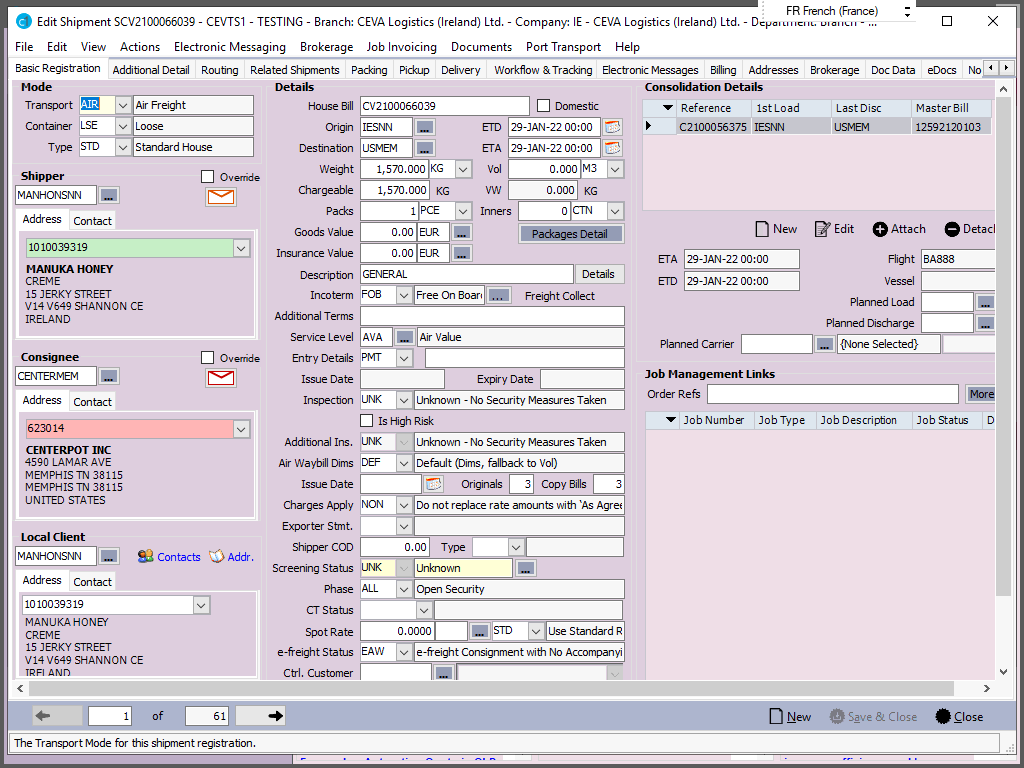 Edit Shipment SCV2100066039 - CEVTS1 - TESTING - Branch: CEVA Logistics (Ireland) Ltd. - Company: IE - CEVA Logistics (Ireland) Ltd. - Department: Branch - ...
FR French (France)
File Edit View Actions Electronic Messaging Brokerage Job Invoicing Documents Port Transport Help
Basic Registration Additional Detail Routing Related Shipments Packing Pickup Delivery Workflow & Tracking Electronic Messages Billing Addresses Brokerage Doc Data eDocs No
Mode
Transport AIR Air Freight
Container LSE Loose
Type STD Standard House
Shipper Override
MANHONSNN ...
Address Contact
1010039319
MANUKA HONEY
CREME
15 JERKY STREET
V14 V649 SHANNON CE
IRELAND
Consignee Override
CENTERMEM ...
Address Contact
623014
CENTERPOT INC
4590 LAMAR AVE
MEMPHIS TN 38115
MEMPHIS TN 38115
UNITED STATES
Local Client
MANHONSNN ... Contacts Addr.
Address Contact
1010039319
MANUKA HONEY
CREME
15 JERKY STREET
V14 V649 SHANNON CE
IRELAND
Details
House Bill CV2100066039 Domestic
Origin IESNN ... ETD 29-JAN-22 00:00
Destination USMEM ... ETA 29-JAN-22 00:00
Weight 1,570.000 KG Vol 0.000 M3
Chargeable 1,570.000 KG VW 0.000 KG
Packs 1 PCE Inners 0 CTN
Goods Value 0.00 EUR ... Packages Detail
Insurance Value 0.00 EUR ...
Description GENERAL Details
Incoterm FOB Free On Board ... Freight Collect
Additional Terms
Service Level AVA ... Air Value
Entry Details PMT
Issue Date Expiry Date
Inspection UNK Unknown - No Security Measures Taken
Is High Risk
Additional Ins. UNK Unknown - No Security Measures Taken
Air Waybill Dims DEF Default (Dims, fallback to Vol)
Issue Date Originals 3 Copy Bills 3
Charges Apply NON Do not replace rate amounts with `As Agree
Exporter Stmt.
Shipper COD 0.00 Type
Screening Status UNK Unknown ...
Phase ALL Open Security
CT Status
Spot Rate 0.0000 ... STD Use Standard R
e-freight Status EAW e-freight Consignment with No Accompanyi
Ctrl. Customer ...
Consolidation Details
Reference 1st Load Last Disc Master Bill
C2100056375 IESNN USMEM 12592120103
New Edit Attach Detach
ETA 29-JAN-22 00:00 Flight BA888
ETD 29-JAN-22 00:00 Vessel
Planned Load ...
Planned Discharge ...
Planned Carrier ... {None Selected}
Job Management Links
Order Refs More
Job Number Job Type Job Description Job Status D
1 of 61 New Save & Close Close
The Transport Mode for this shipment registration.